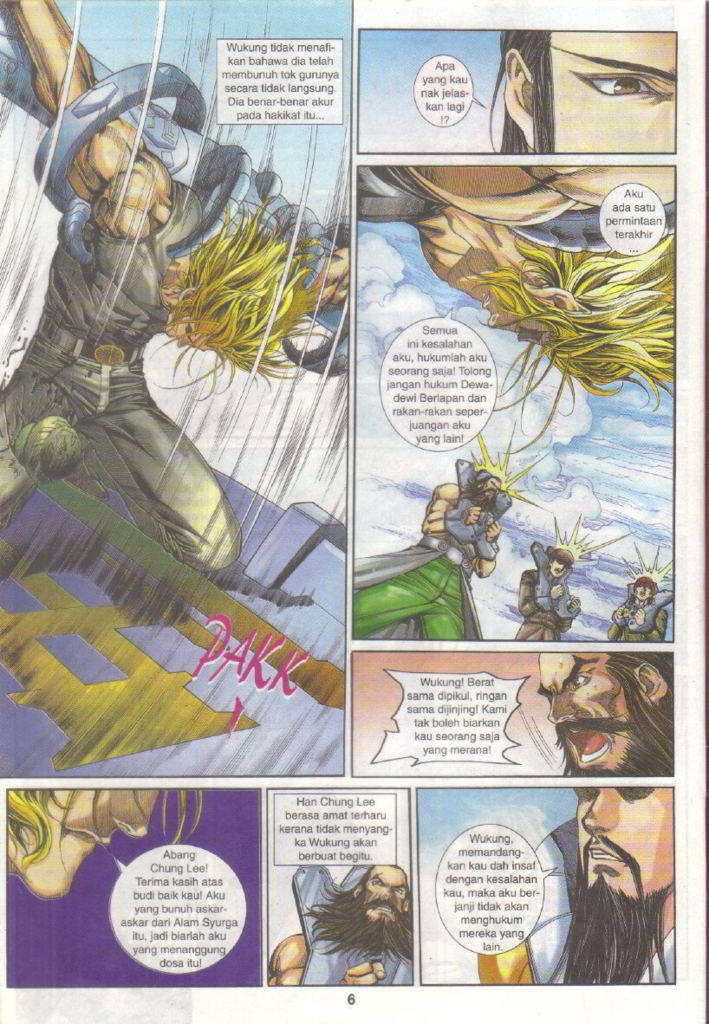 Wukung tidak menafi-
kan bahawa dia telah
membunuh tok gurunya
secara tidak langsung.
Dia benar-benar akur
pada hakikat itu...
Apa
yang kau
nak jelas-
kan lagi
!?
Aku
ada satu
permintaan
terakhir
...
Semua
ini kesalahan
aku, hukumlah aku
seorang saja! Tolong
jangan hukum Dewa-
dewi Berlapan dan
rakan-rakan seper-
juangan aku
yang lain!
PAKK
!
Wukung! Berat
sama dipikul, ringan
sama dijinjing! Kami
tak boleh biarkan
kau seorang saja
yang merana!
Abang
Chung Lee!
Terima kasih atas
budi baik kau! Aku
yang bunuh askar-
askar dari Alam Syurga
itu, jadi biarlah aku
yang menanggung
dosa itu!
Han Chung Lee
berasa amat terharu
kerana tidak menyang-
ka Wukung akan
berbuat begitu.
Wukung,
memandang-
kan kau dah insaf
dengan kesalahan
kau, maka aku ber-
janji tidak akan
menghukum
mereka yang
lain.
6